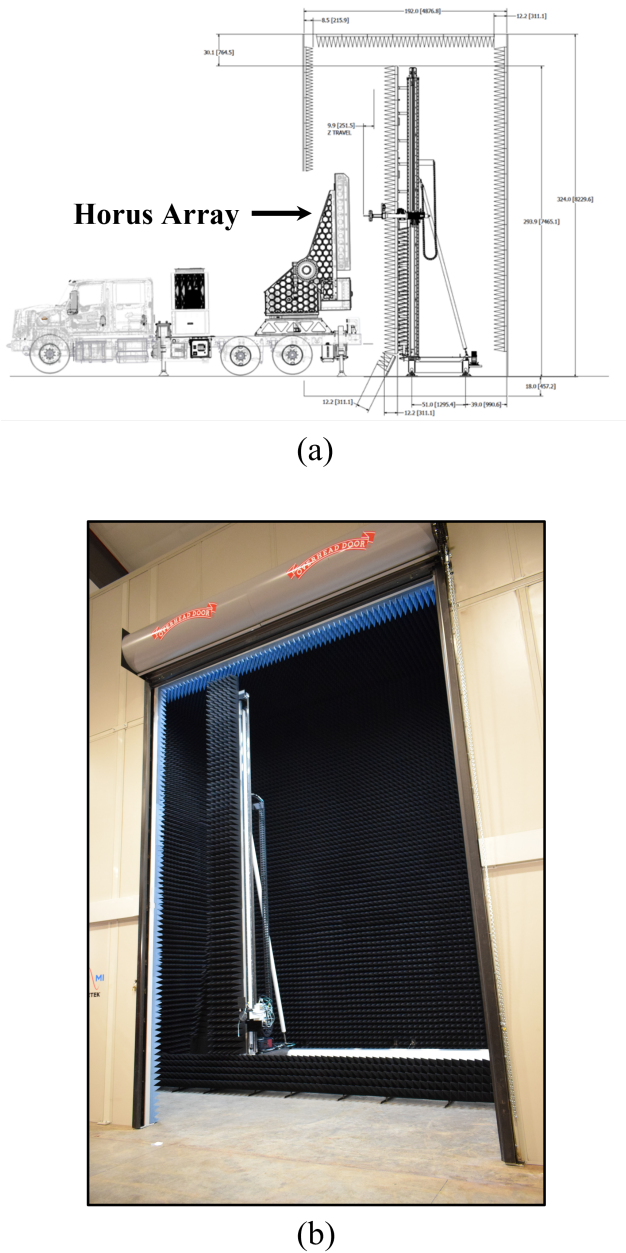 192.0 [4876.8]
8.5 [215.9]
12.2 [311.1]
30.1 [764.5]
9.9 [251.5]
Z TRAVEL
Horus Array
324.0 [8229.6]
293.9 [7465.1]
18.0 [457.2]
12.2 [311.1]
51.0 [1295.4]
39.0 [990.6]
12.2 [311.1]
(a)
OVERHEAD DOOR
OVERHEAD DOOR
MI
TEK
(b)